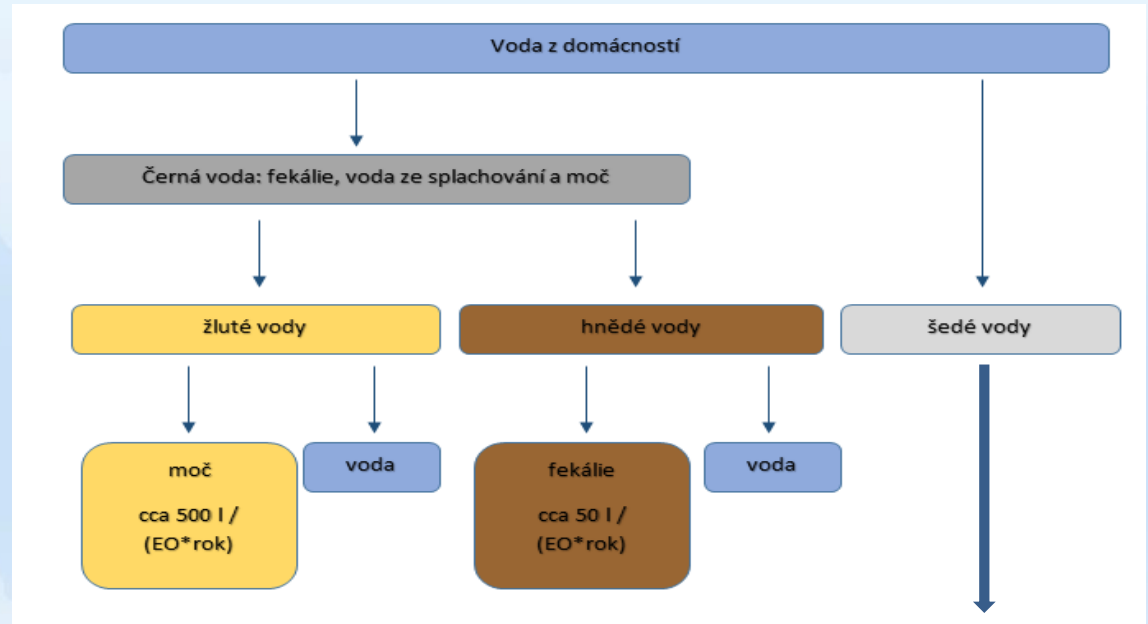 Voda z domácností
Černá voda: fekálie, voda ze splachování a moč
žluté vody
hnědé vody
šedé vody
moč
cca 500 l /
(EO*rok)
voda
fekálie
cca 50 l /
(EO*rok)
voda